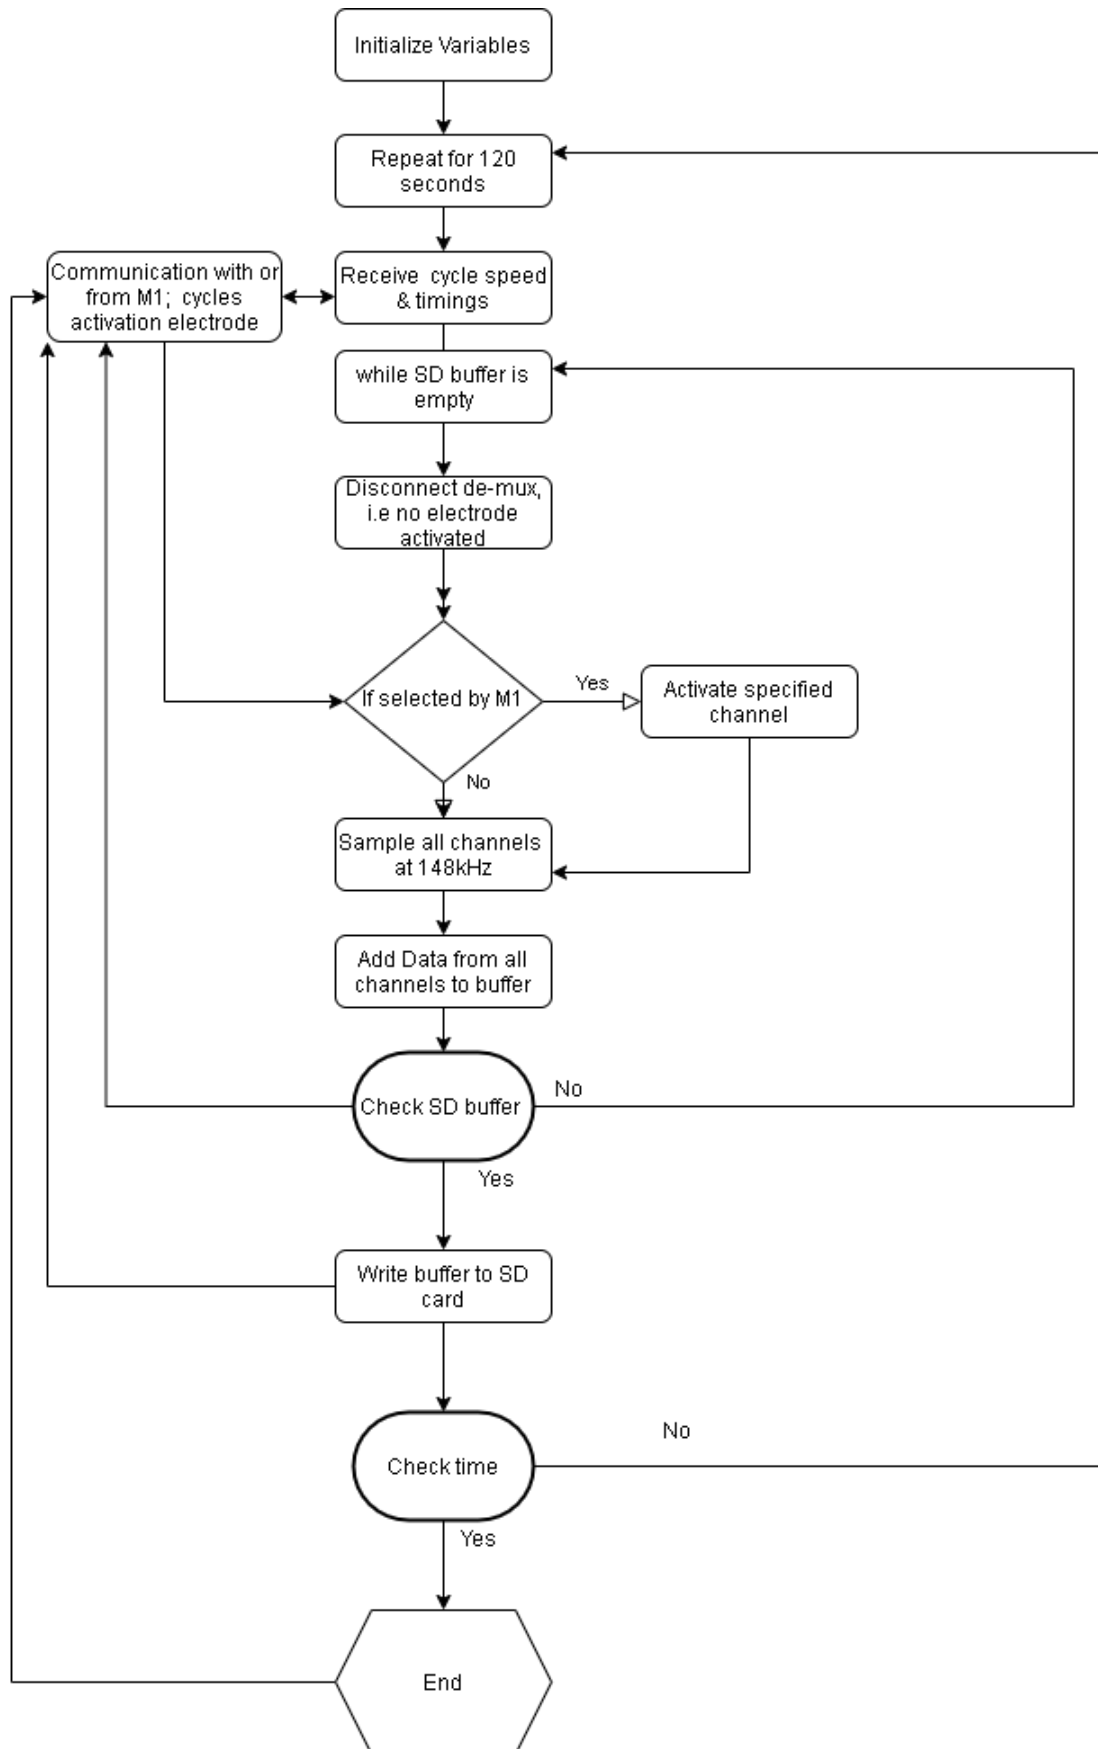 Initialize Variables
Repeat for 120
seconds
Communication with or
from M1; cycles
activation electrode
Receive cycle speed
& timings
while SD buffer is
empty
Disconnect de-mux,
i.e no electrode
activated
If selected by M1
Yes
Activate specified
channel
No
Sample all channels
at 148kHz
Add Data from all
channels to buffer
Check SD buffer
No
Yes
Write buffer to SD
card
Check time
No
Yes
End